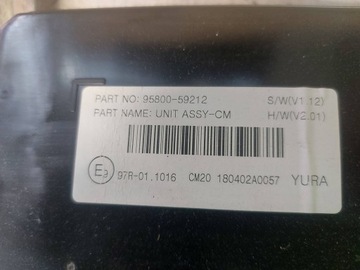 PART NO: 95800-59212 S/W(V1.12)
PART NAME: UNIT ASSY-CM H/W(V2.01)
E9 97R-01.1016 CM20 180402A0057 YURA